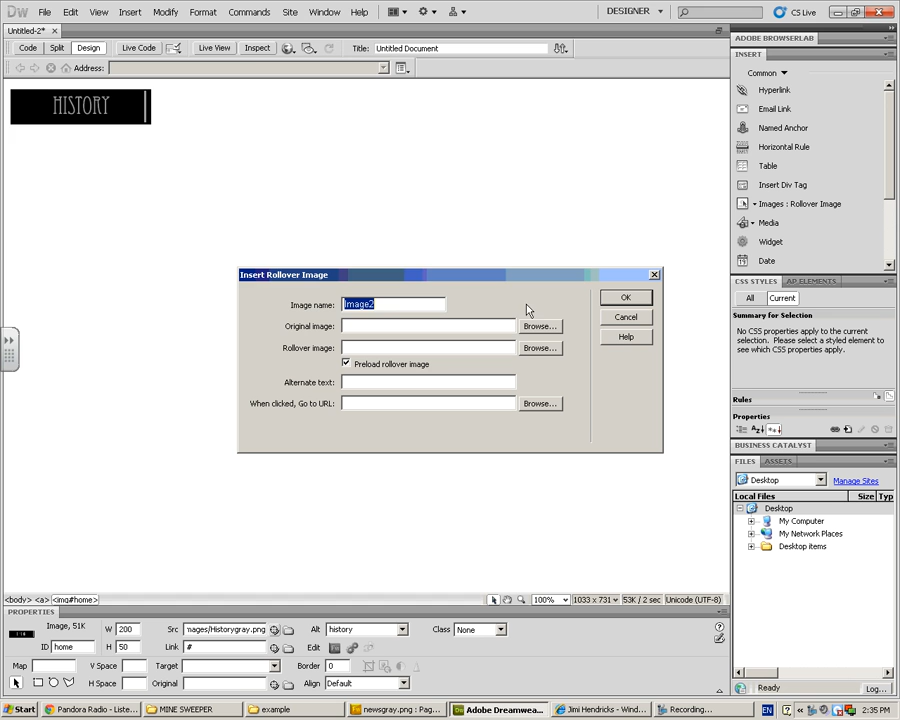 Dw File Edit View Insert Modify Format Commands Site Window Help DESIGNER CS Live
Untitled-2* ×
Code Split Design Live Code Live View Inspect Title: Untitled Document
Address:
HISTORY
ADOBE BROWSERLAB
INSERT
Common
Hyperlink
Email Link
Named Anchor
Horizontal Rule
Table
Insert Div Tag
Images : Rollover Image
Media
Widget
Date
Insert Rollover Image
Image name: Image2 OK
Original image: Browse... Cancel
Rollover image: Browse... Help
Preload rollover image
Alternate text:
When clicked, Go to URL: Browse...
CSS STYLES AP ELEMENTS
All Current
Summary for Selection
No CSS properties apply to the current
selection. Please select a styled element to
see which CSS properties apply.
Rules
Properties
BUSINESS CATALYST
FILES ASSETS
Desktop Manage Sites
Local Files Size Typ
Desktop
My Computer
My Network Places
Desktop items
Ready Log...
<body> <a> <img#home> 100% 1033 x 731 53K / 2 sec Unicode (UTF-8)
PROPERTIES
Image, 51K W 200 Src mages/Historygray.png Alt history Class None
ID home H 50 Link # Edit
Map V Space Target Border 0
H Space Original Align Default
Start Pandora Radio - Liste... MINE SWEEPER example newsgray.png : Pag... Adobe Dreamwea... Jimi Hendricks - Wind... Recording... EN 2:35 PM